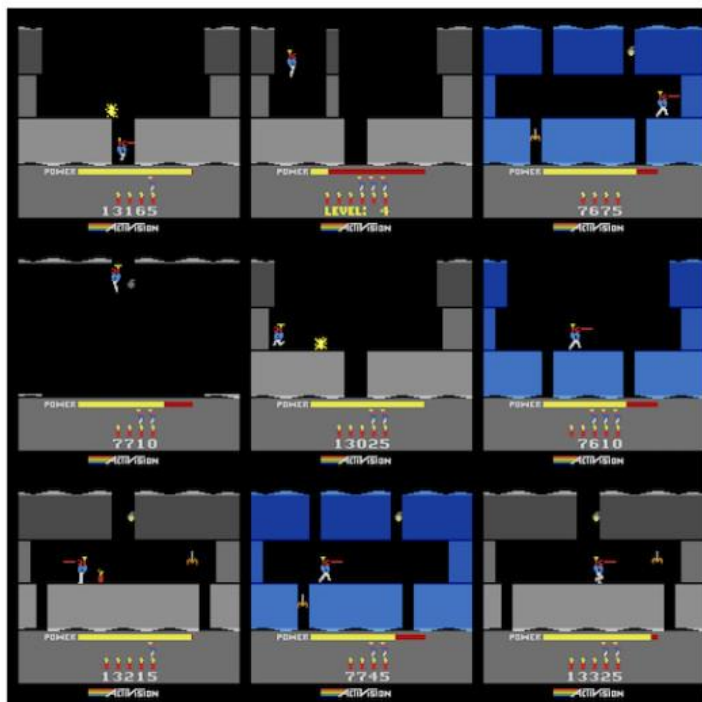 POWER
13165
ACTIVISION
POWER
LEVEL: 4
ACTIVISION
POWER
7675
ACTIVISION
POWER
7710
ACTIVISION
POWER
13025
ACTIVISION
POWER
7610
ACTIVISION
POWER
13215
ACTIVISION
POWER
7745
ACTIVISION
POWER
13325
ACTIVISION